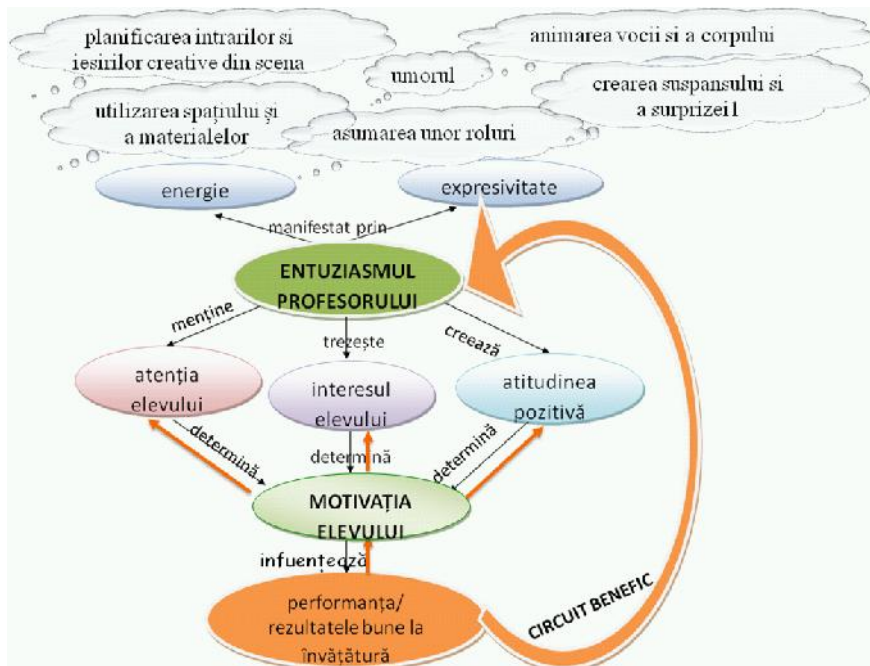 planificarea intrarilor si
iesirilor creative din scena
animarea vocii si a corpului
umorul
crearea suspansului si
a surprizei l
utilizarea spațiului și
a materialelor
asumarea unor roluri
energie
expresivitate
manifestat prin
ENTUZIASMUL
PROFESORULUI
menține
trezește
creează
atenția
elevului
interesul
elevului
atitudinea
pozitivă
determină
determină
determină
MOTIVAȚIA
ELEVULUI
infuențează
performanța/
rezultatele bune la
învățătură
CIRCUIT BENEFIC